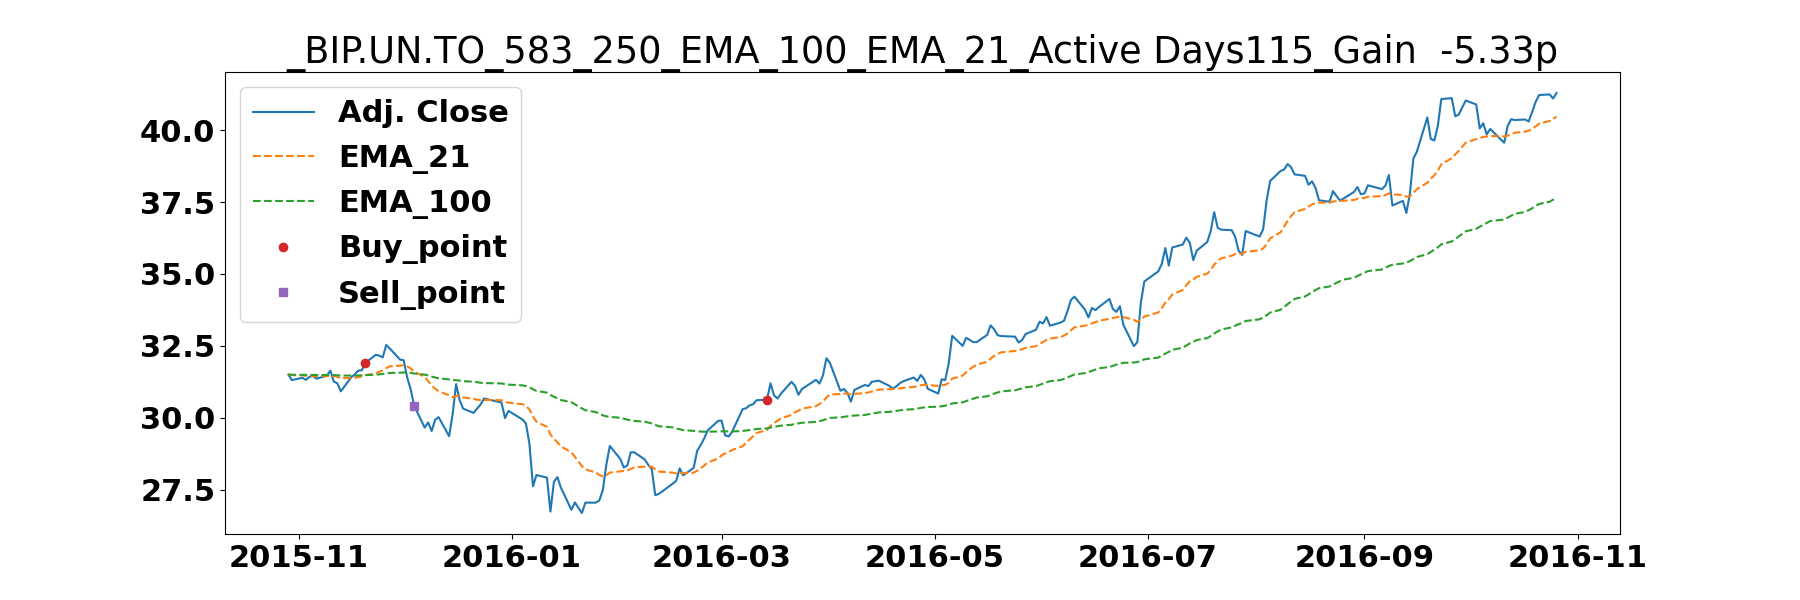 _BIP.UN.TO_583_250_EMA_100_EMA_21_Active Days115_Gain  -5.33p
Adj. Close
EMA_21
EMA_100
Buy_point
Sell_point
40.0
37.5
35.0
32.5
30.0
27.5
2015-11 2016-01 2016-03 2016-05 2016-07 2016-09 2016-11